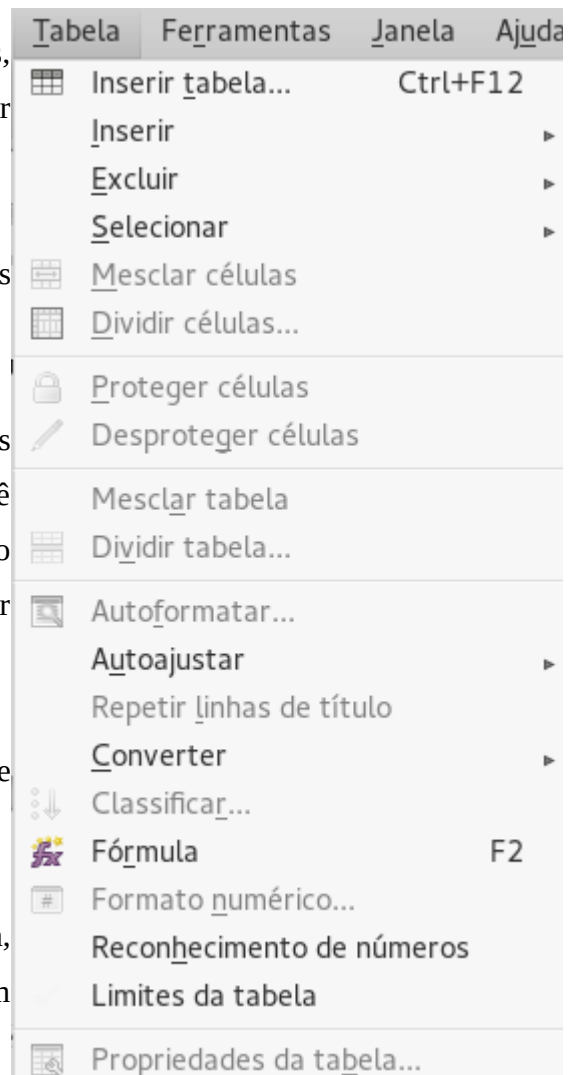 Tabela Ferramentas Janela Ajuda
Inserir tabela... Ctrl+F12
Inserir
Excluir
Selecionar
Mesclar células
Dividir células...
Proteger células
Desproteger células
Mesclar tabela
Dividir tabela...
Autoformatar...
Autoajustar
Repetir linhas de título
Converter
Classificar...
Fórmula F2
Formato numérico...
Reconhecimento de números
Limites da tabela
Propriedades da tabela...